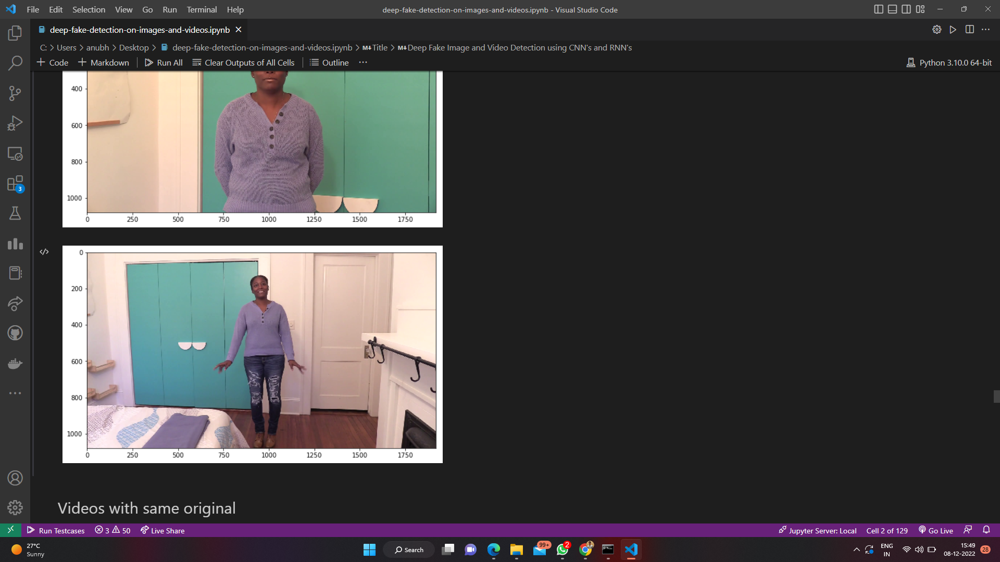 File Edit Selection View Go Run Terminal Help
deep-fake-detection-on-images-and-videos.ipynb - Visual Studio Code
deep-fake-detection-on-images-and-videos.ipynb
C: > Users > anubh > Desktop > deep-fake-detection-on-images-and-videos.ipynb > M↓Title > M↓Deep Fake Image and Video Detection using CNN's and RNN's
+ Code + Markdown Run All Clear Outputs of All Cells Outline ...
Python 3.10.0 64-bit
400
600
800
1000
0 250 500 750 1000 1250 1500 1750
3
0
200
400
600
800
1000
0 250 500 750 1000 1250 1500 1750
Videos with same original
Run Testcases 3 50 Live Share
Jupyter Server: Local Cell 2 of 129 Go Live
27°C
Sunny
Search
99+
2
ENG
IN
15:49
08-12-2022
28